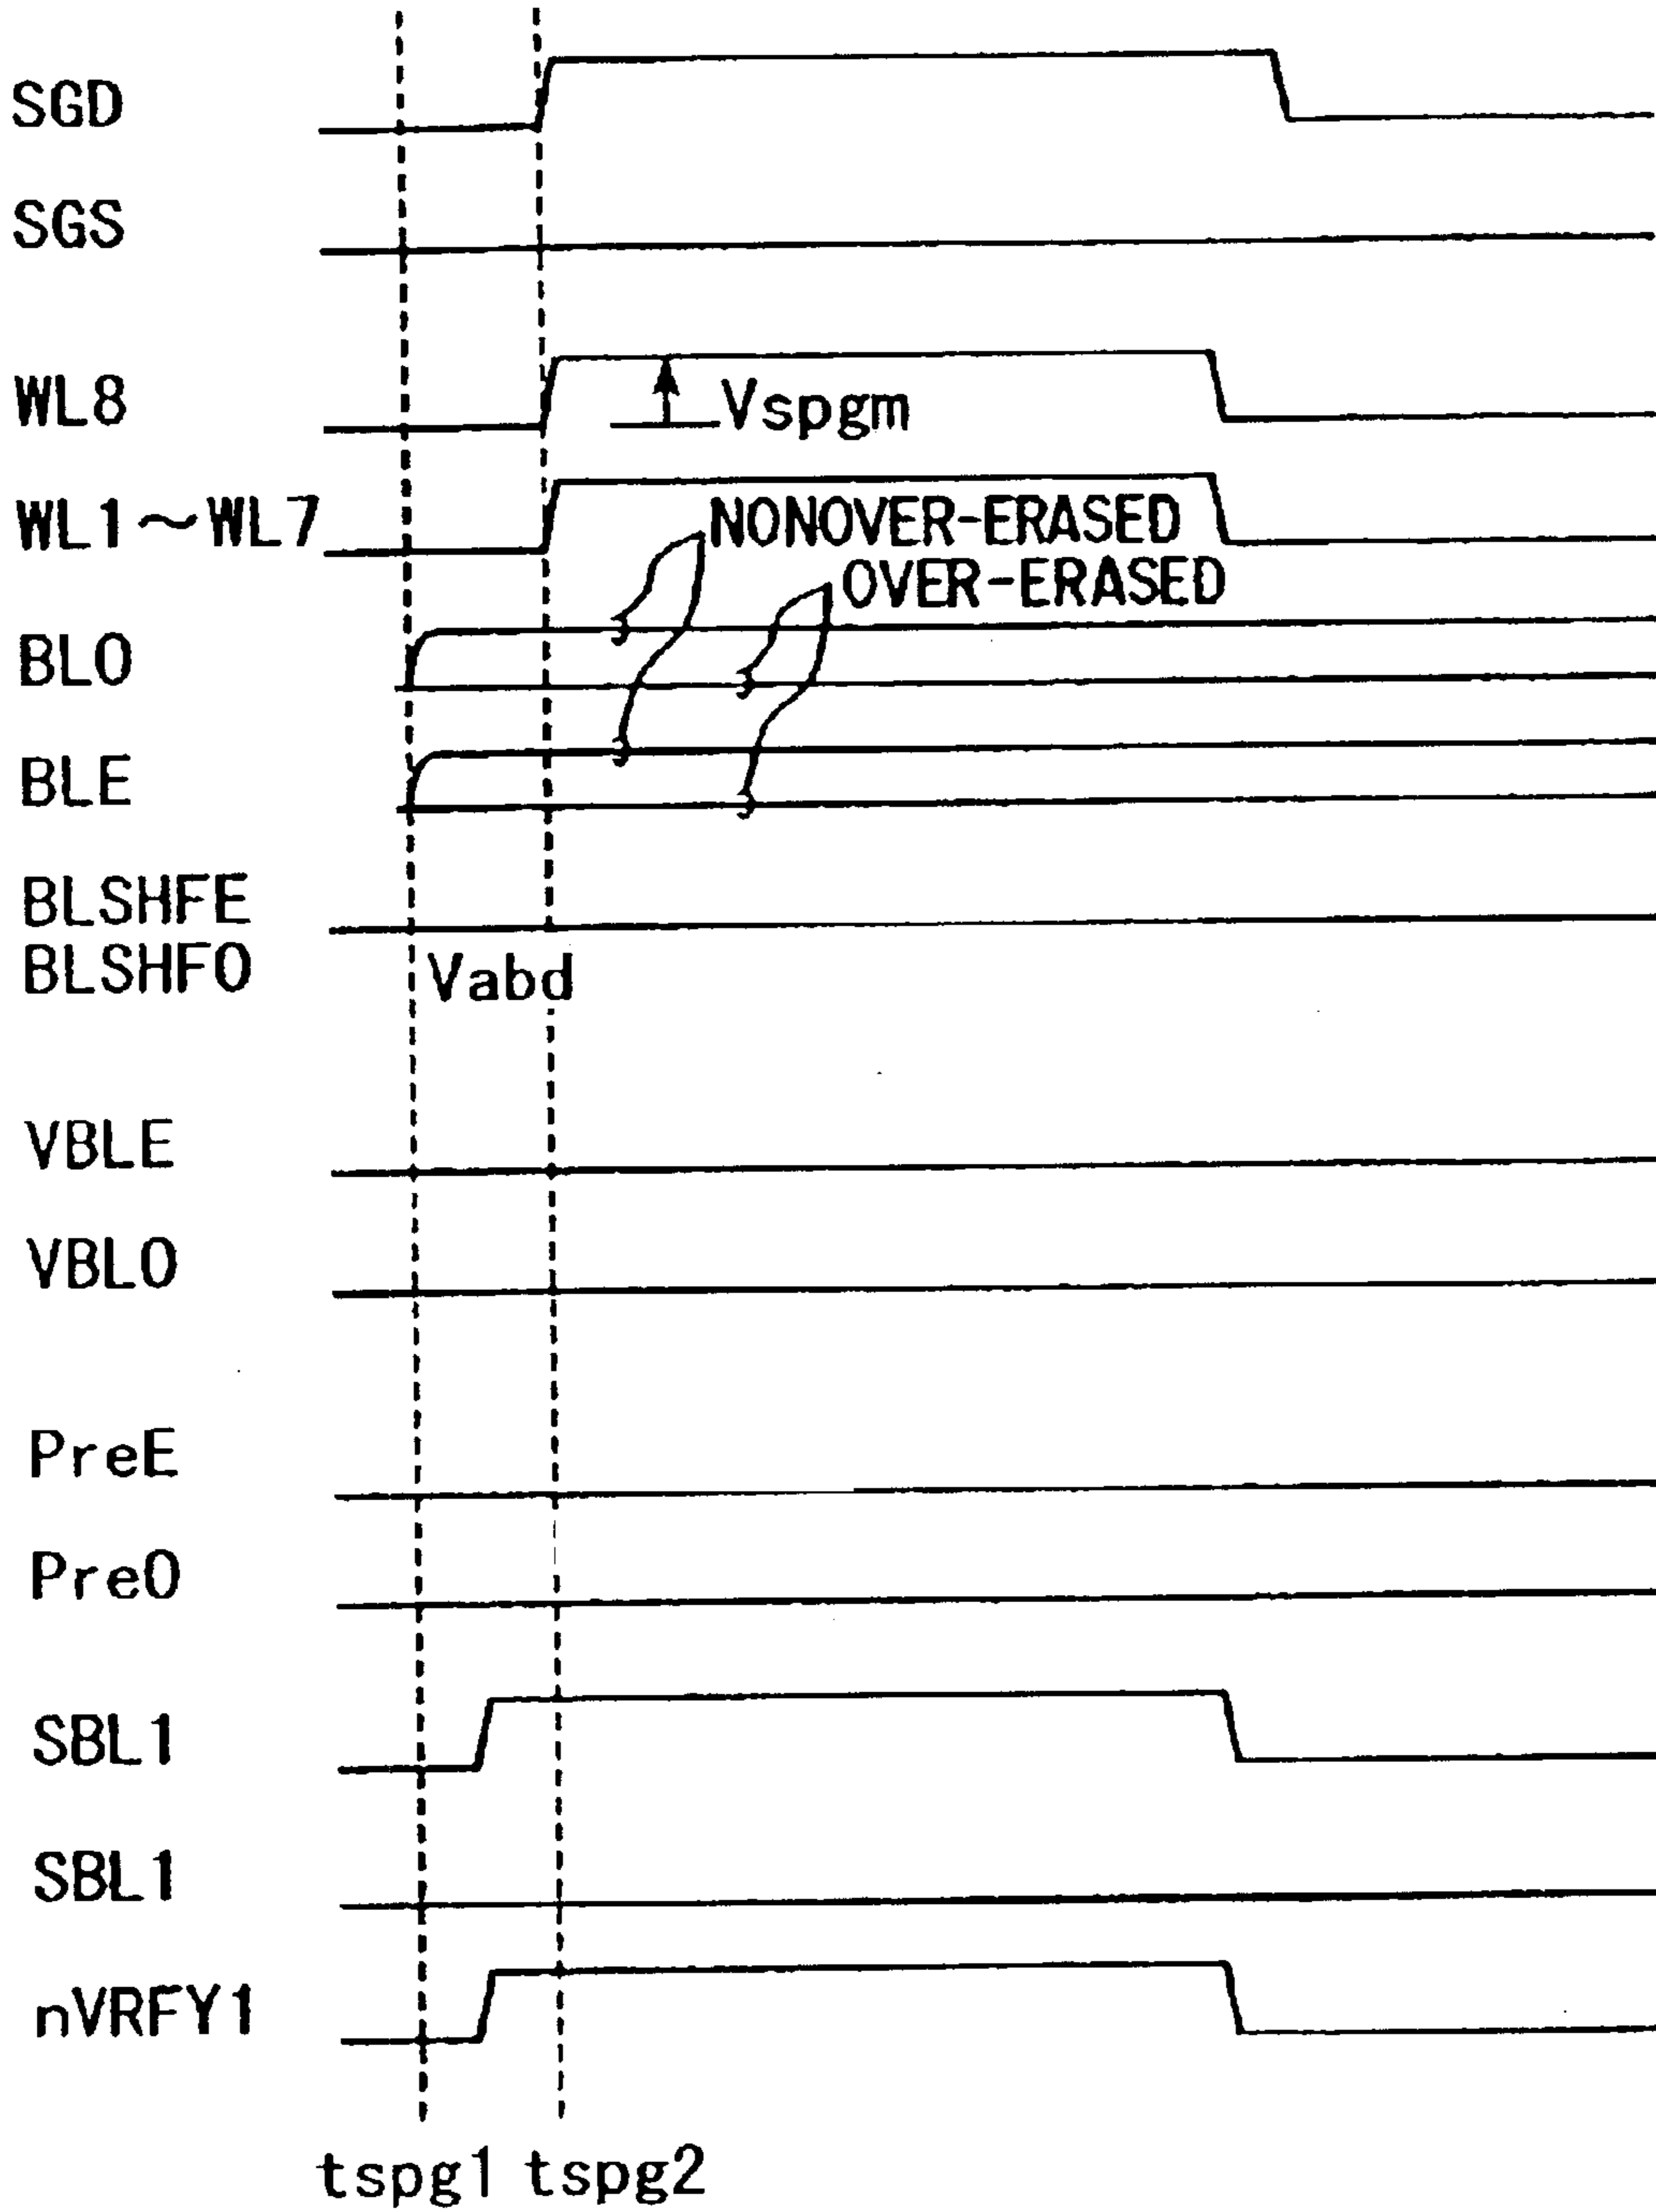 SGD
SGS
WL8
Vspgm
WL1～WL7
NONOVER-ERASED
OVER-ERASED
BLO
BLE
BLSHFE
BLSHFO
Vabd
VBLE
VBLO
PreE
PreO
SBL1
SBL1
nVRFY1
tspg1 tspg2